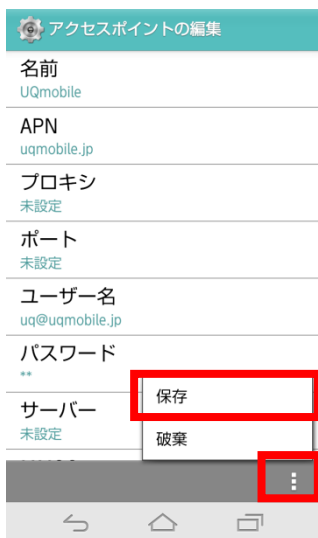 アクセスポイントの編集
名前
UQmobile
APN
uqmobile.jp
プロキシ
未設定
ポート
未設定
ユーザー名
uq@uqmobile.jp
パスワード
**
サーバー
未設定
保存
破棄